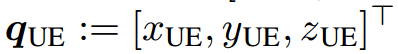 q_UE := [x_UE, y_UE, z_UE]^⊤